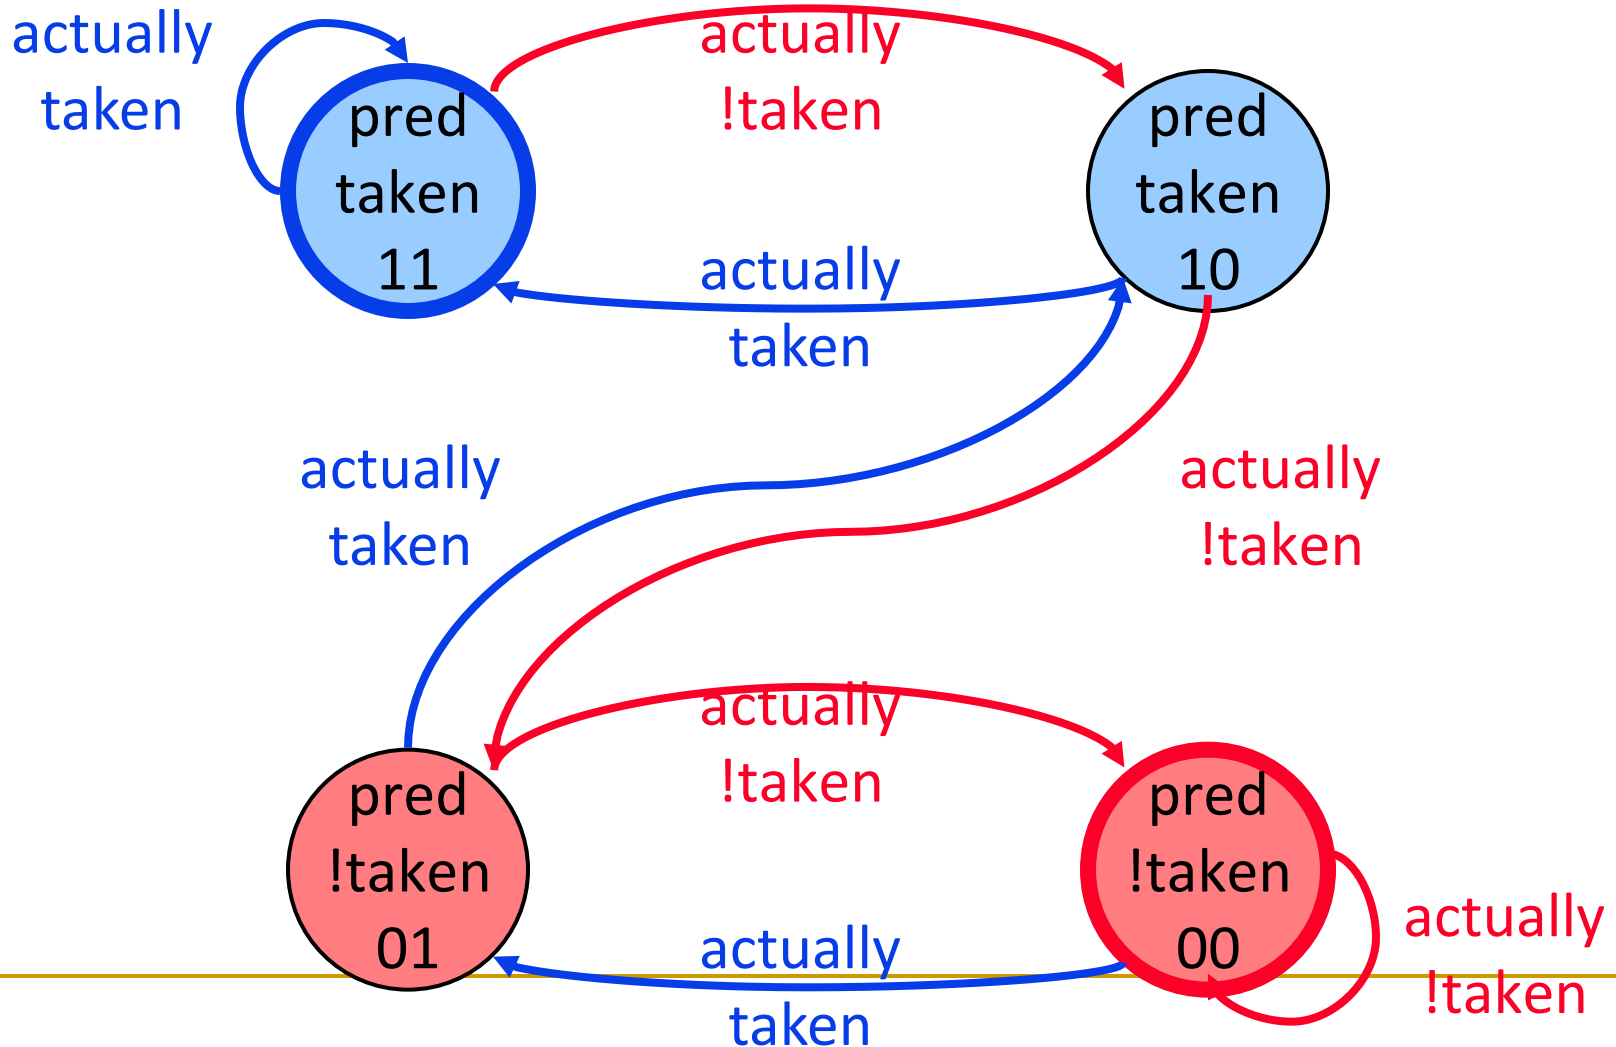 actually
taken
actually
!taken
pred
taken
11
pred
taken
10
actually
taken
actually
taken
actually
!taken
actually
!taken
pred
!taken
01
pred
!taken
00
actually
taken
actually
!taken